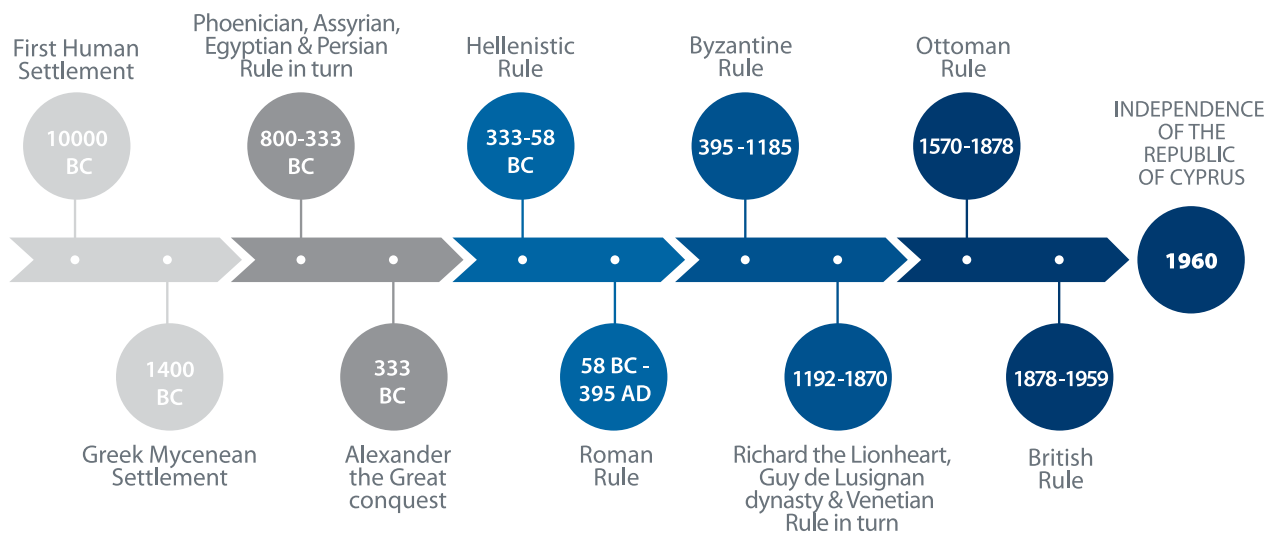 First Human
Settlement
10000
BC
1400
BC
Greek Mycenean
Settlement
Phoenician, Assyrian,
Egyptian & Persian
Rule in turn
800-333
BC
333
BC
Alexander
the Great
conquest
Hellenistic
Rule
333-58
BC
58 BC -
395 AD
Roman
Rule
Byzantine
Rule
395 -1185
1192-1870
Richard the Lionheart,
Guy de Lusignan
dynasty & Venetian
Rule in turn
Ottoman
Rule
1570-1878
1878-1959
British
Rule
INDEPENDENCE
OF THE
REPUBLIC
OF CYPRUS
1960